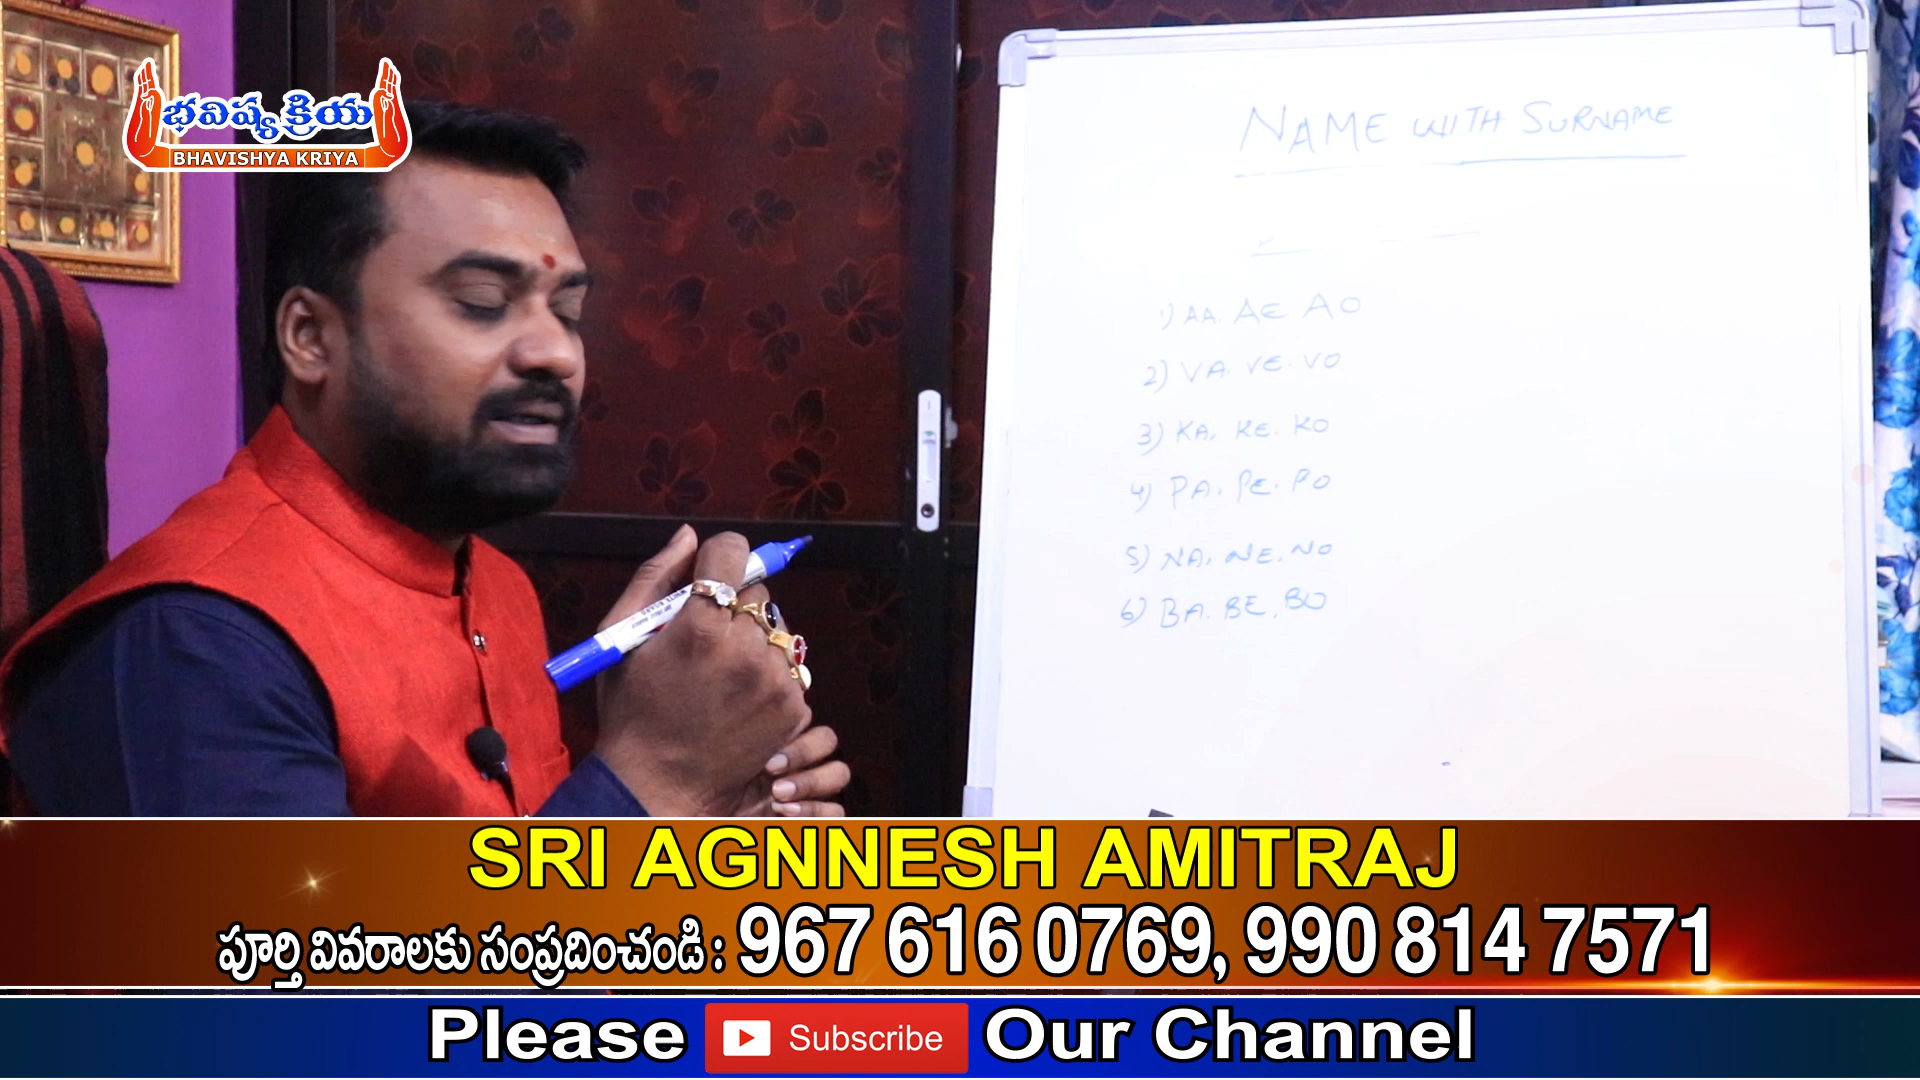 భవిష్య క్రియ
BHAVISHYA KRIYA
NAME WITH SURNAME
1) AA. AE AO
2) VA. VE. VO
3) KA. KE. KO
4) PA. PE. PO
5) NA. NE. NO
6) BA. BE. BO
WHITE BOARD
SRI AGNNESH AMITRAJ
పూర్తి వివరాలకు సంప్రదించండి : 967 616 0769, 990 814 7571
Please Subscribe Our Channel